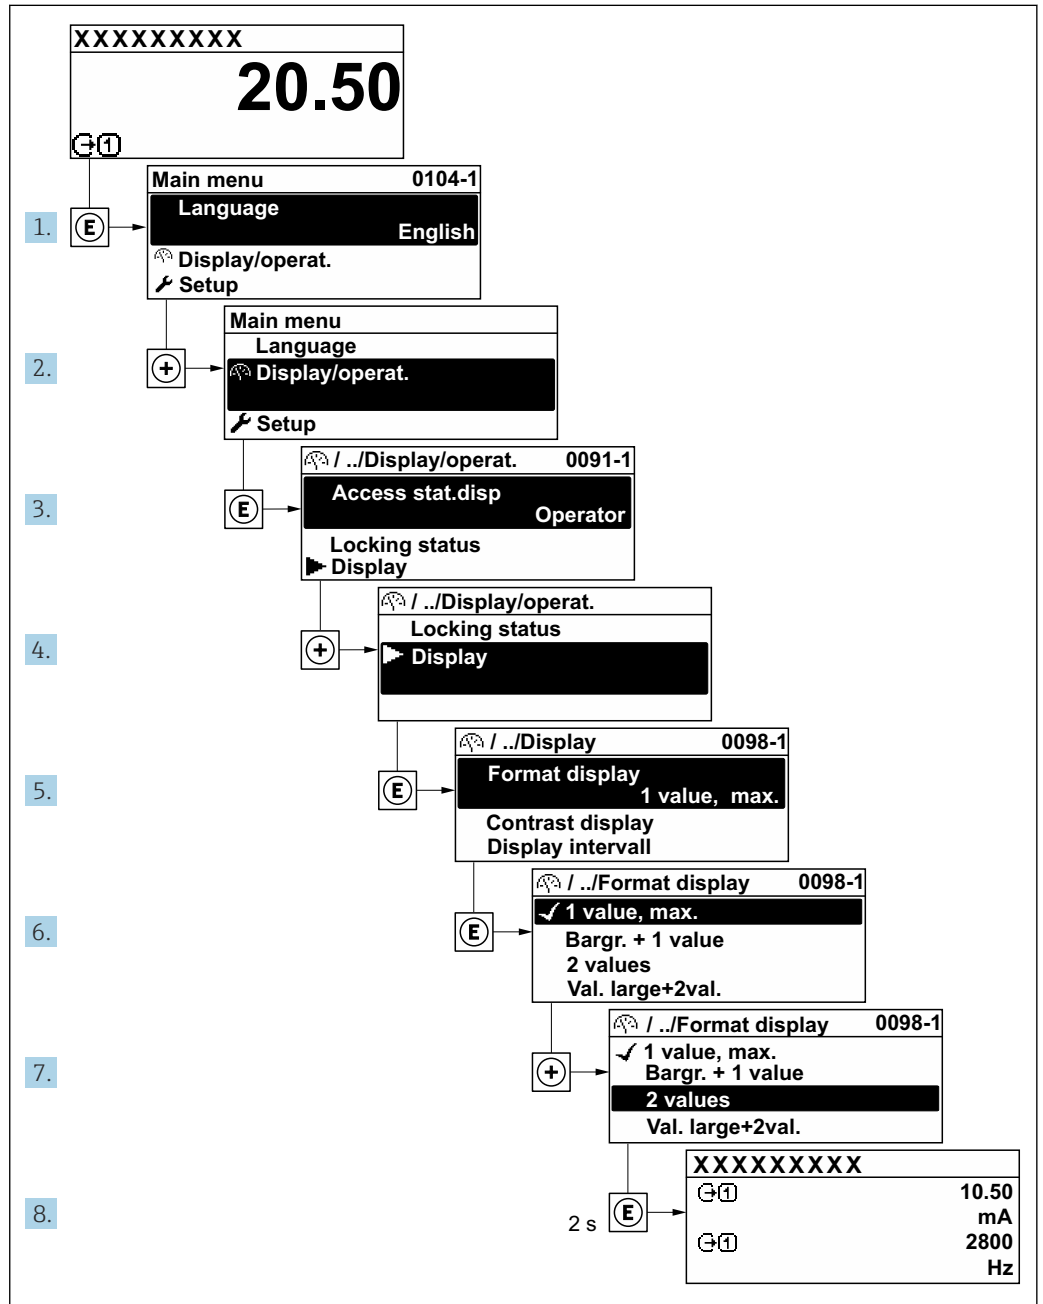 XXXXXXXXX
20.50
1
Main menu 0104-1
Language
English
Display/operat.
Setup
1. E
Main menu
Language
Display/operat.
Setup
2. +
/ ../Display/operat. 0091-1
Access stat.disp
Operator
Locking status
Display
3. E
/ ../Display/operat.
Locking status
Display
4. +
/ ../Display 0098-1
Format display
1 value, max.
Contrast display
Display intervall
5. E
/ ../Format display 0098-1
1 value, max.
Bargr. + 1 value
2 values
Val. large+2val.
6. E
/ ../Format display 0098-1
1 value, max.
Bargr. + 1 value
2 values
Val. large+2val.
7. +
XXXXXXXXX
1 10.50
mA
1 2800
Hz
8. 2 s E